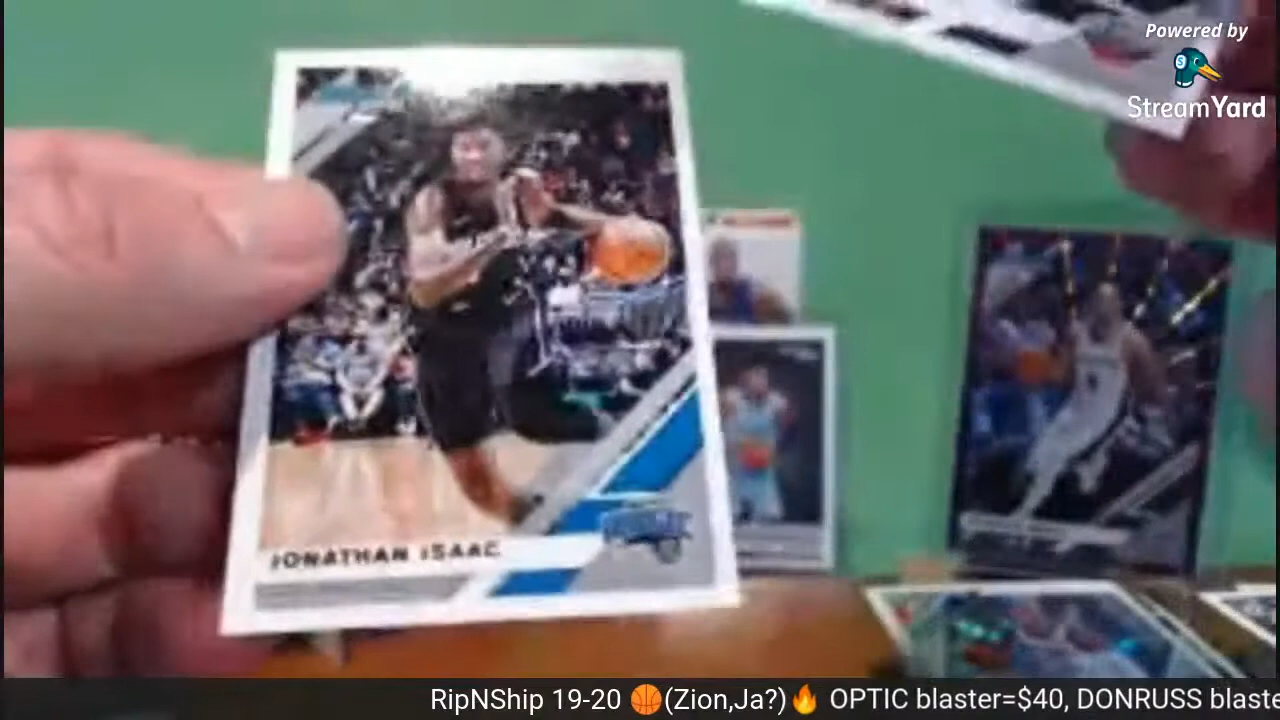 Powered by
StreamYard
JONATHAN ISAAC
RipNShip 19-20 🏀(Zion,Ja?)🔥 OPTIC blaster=$40, DONRUSS blaste